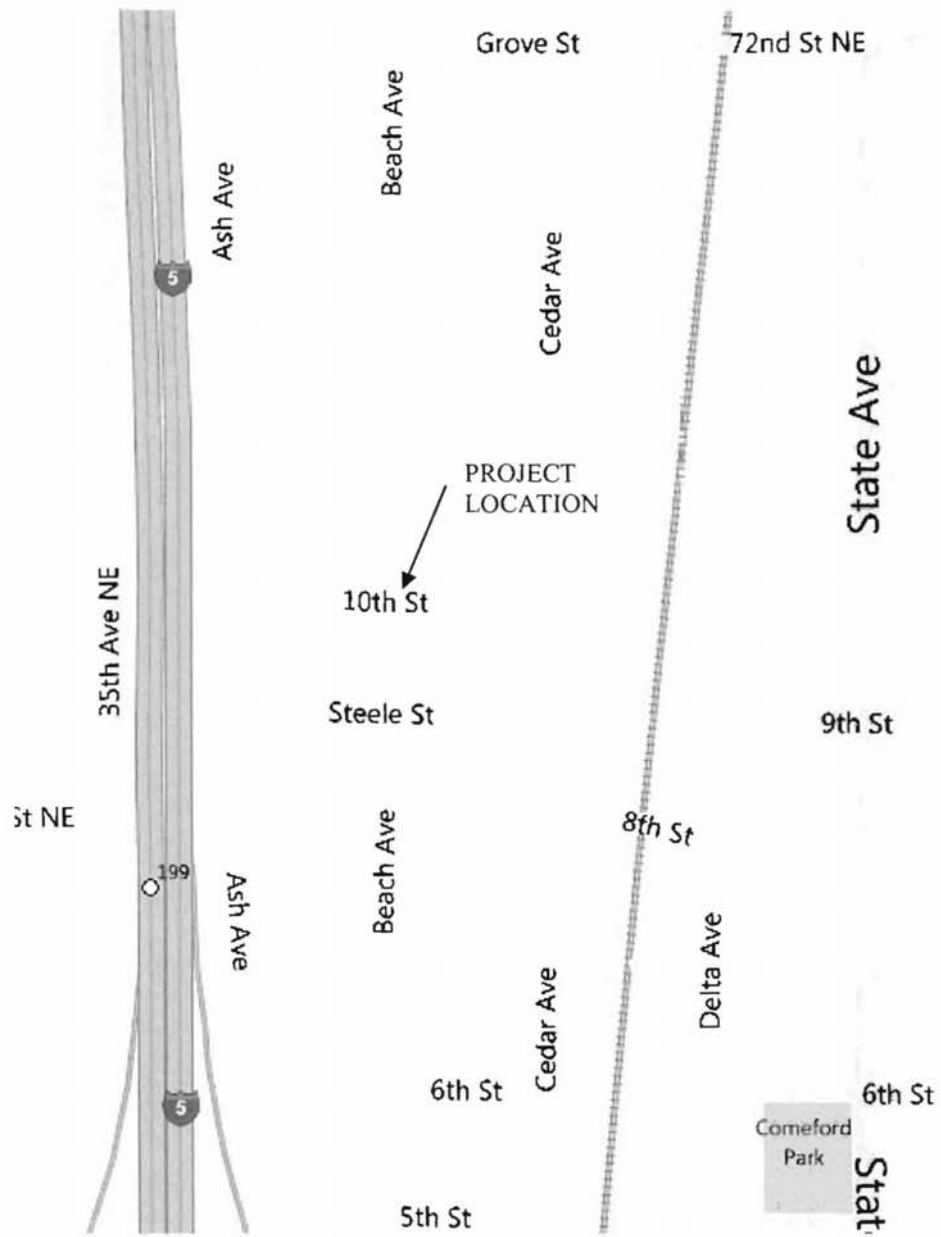 Grove St
72nd St NE
Beach Ave
Ash Ave
Cedar Ave
5
State Ave
PROJECT
LOCATION
10th St
35th Ave NE
Steele St
9th St
St NE
8th St
199
Beach Ave
Ash Ave
Delta Ave
Cedar Ave
6th St
6th St
5
Comeford
Park
Stat
5th St